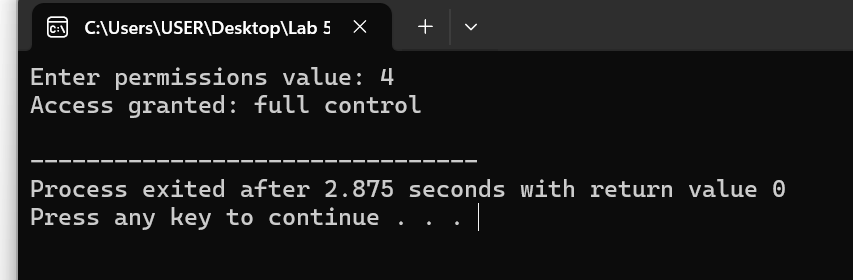 C:\Users\USER\Desktop\Lab 5
Enter permissions value: 4
Access granted: full control
--------------------------------
Process exited after 2.875 seconds with return value 0
Press any key to continue . . .